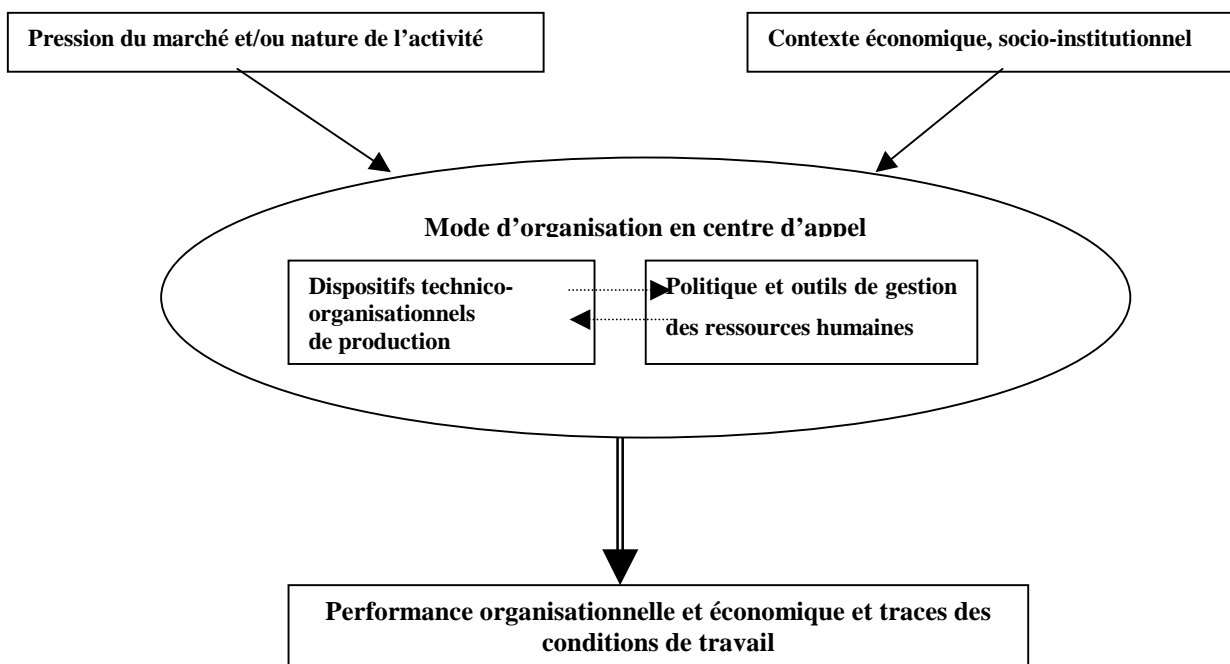 Pression du marché et/ou nature de l’activité
Contexte économique, socio-institutionnel
Mode d’organisation en centre d’appel
Dispositifs technico-
organisationnels
de production
Politique et outils de gestion
des ressources humaines
Performance organisationnelle et économique et traces des
conditions de travail